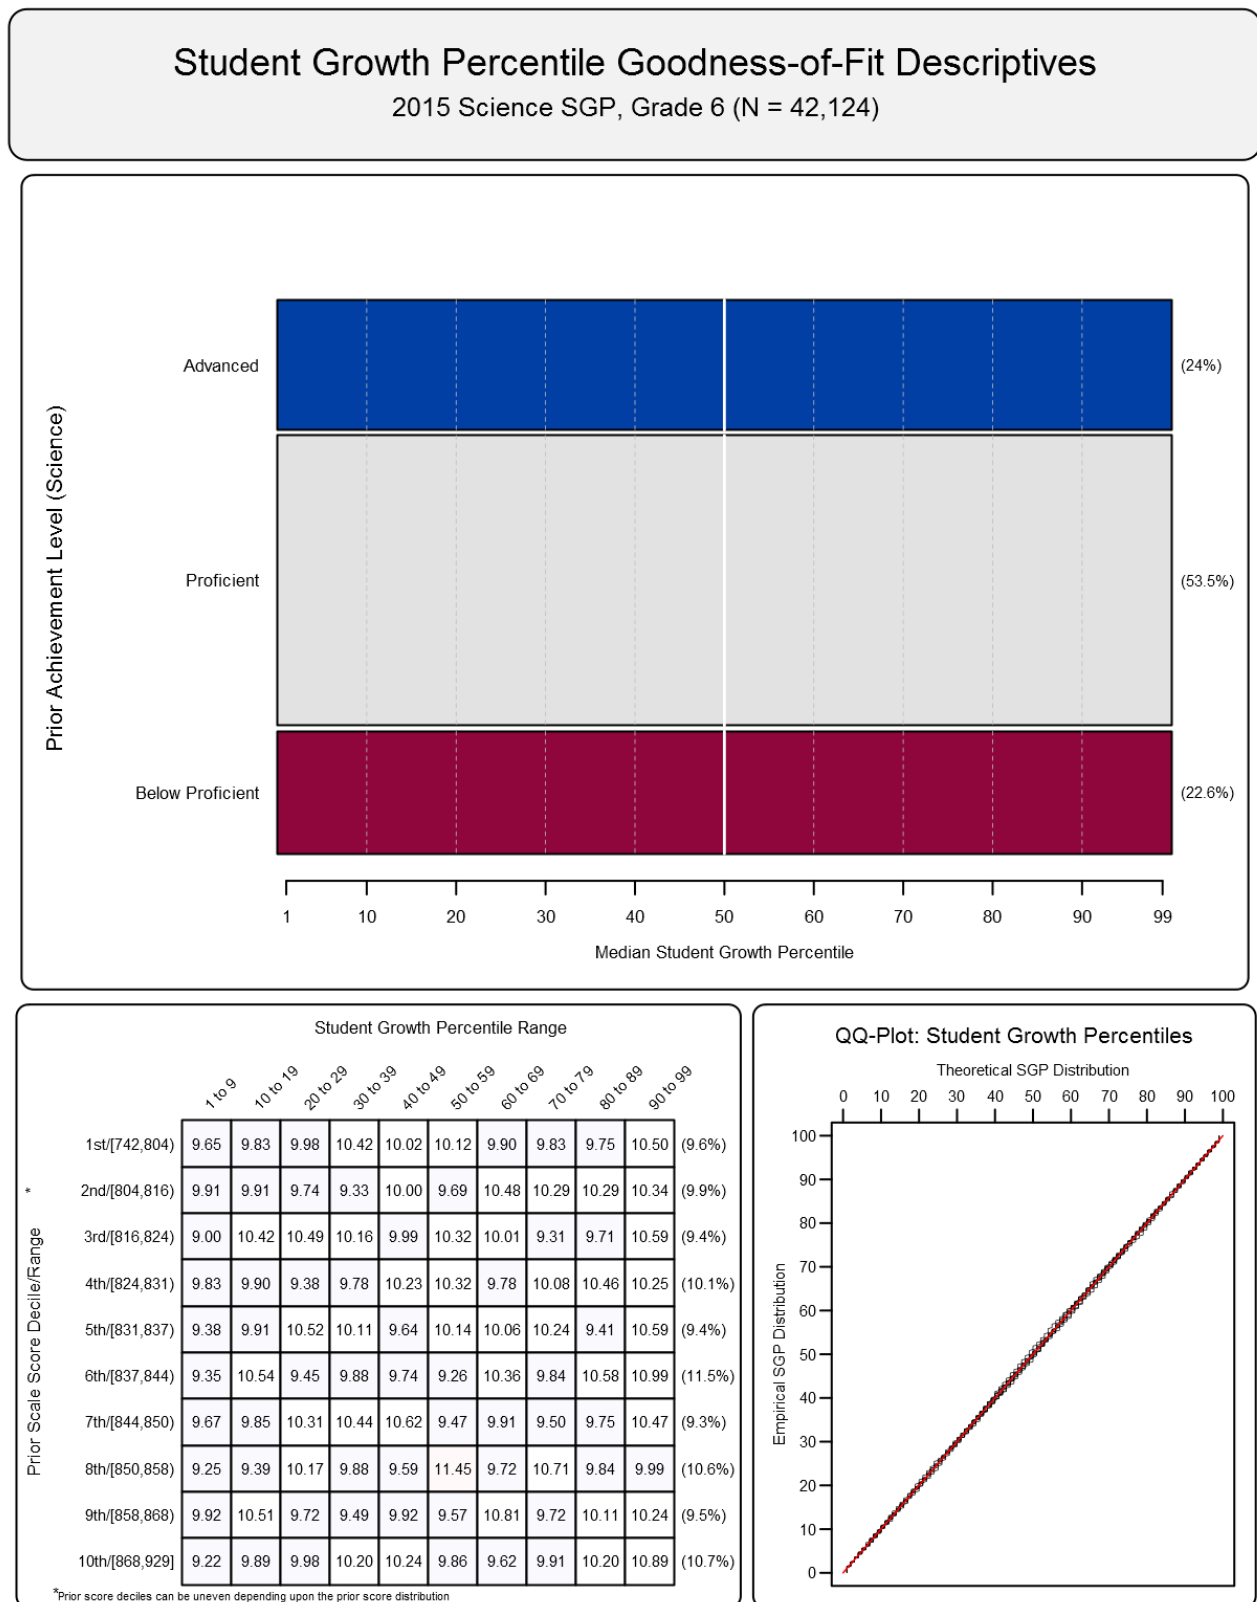 Student Growth Percentile Goodness-of-Fit Descriptives
2015 Science SGP, Grade 6 (N = 42,124)
Prior Achievement Level (Science)
Advanced
(24%)
Proficient
(53.5%)
Below Proficient
(22.6%)
1 10 20 30 40 50 60 70 80 90 99
Median Student Growth Percentile
Student Growth Percentile Range
1 to 9 10 to 19 20 to 29 30 to 39 40 to 49 50 to 59 60 to 69 70 to 79 80 to 89 90 to 99
Prior Scale Score Decile/Range *
1st/[742,804) 9.65 9.83 9.98 10.42 10.02 10.12 9.90 9.83 9.75 10.50 (9.6%)
2nd/[804,816) 9.91 9.91 9.74 9.33 10.00 9.69 10.48 10.29 10.29 10.34 (9.9%)
3rd/[816,824) 9.00 10.42 10.49 10.16 9.99 10.32 10.01 9.31 9.71 10.59 (9.4%)
4th/[824,831) 9.83 9.90 9.38 9.78 10.23 10.32 9.78 10.08 10.46 10.25 (10.1%)
5th/[831,837) 9.38 9.91 10.52 10.11 9.64 10.14 10.06 10.24 9.41 10.59 (9.4%)
6th/[837,844) 9.35 10.54 9.45 9.88 9.74 9.26 10.36 9.84 10.58 10.99 (11.5%)
7th/[844,850) 9.67 9.85 10.31 10.44 10.62 9.47 9.91 9.50 9.75 10.47 (9.3%)
8th/[850,858) 9.25 9.39 10.17 9.88 9.59 11.45 9.72 10.71 9.84 9.99 (10.6%)
9th/[858,868) 9.92 10.51 9.72 9.49 9.92 9.57 10.81 9.72 10.11 10.24 (9.5%)
10th/[868,929] 9.22 9.89 9.98 10.20 10.24 9.86 9.62 9.91 10.20 10.89 (10.7%)
*Prior score deciles can be uneven depending upon the prior score distribution
QQ-Plot: Student Growth Percentiles
Theoretical SGP Distribution
0 10 20 30 40 50 60 70 80 90 100
Empirical SGP Distribution
100
90
80
70
60
50
40
30
20
10
0